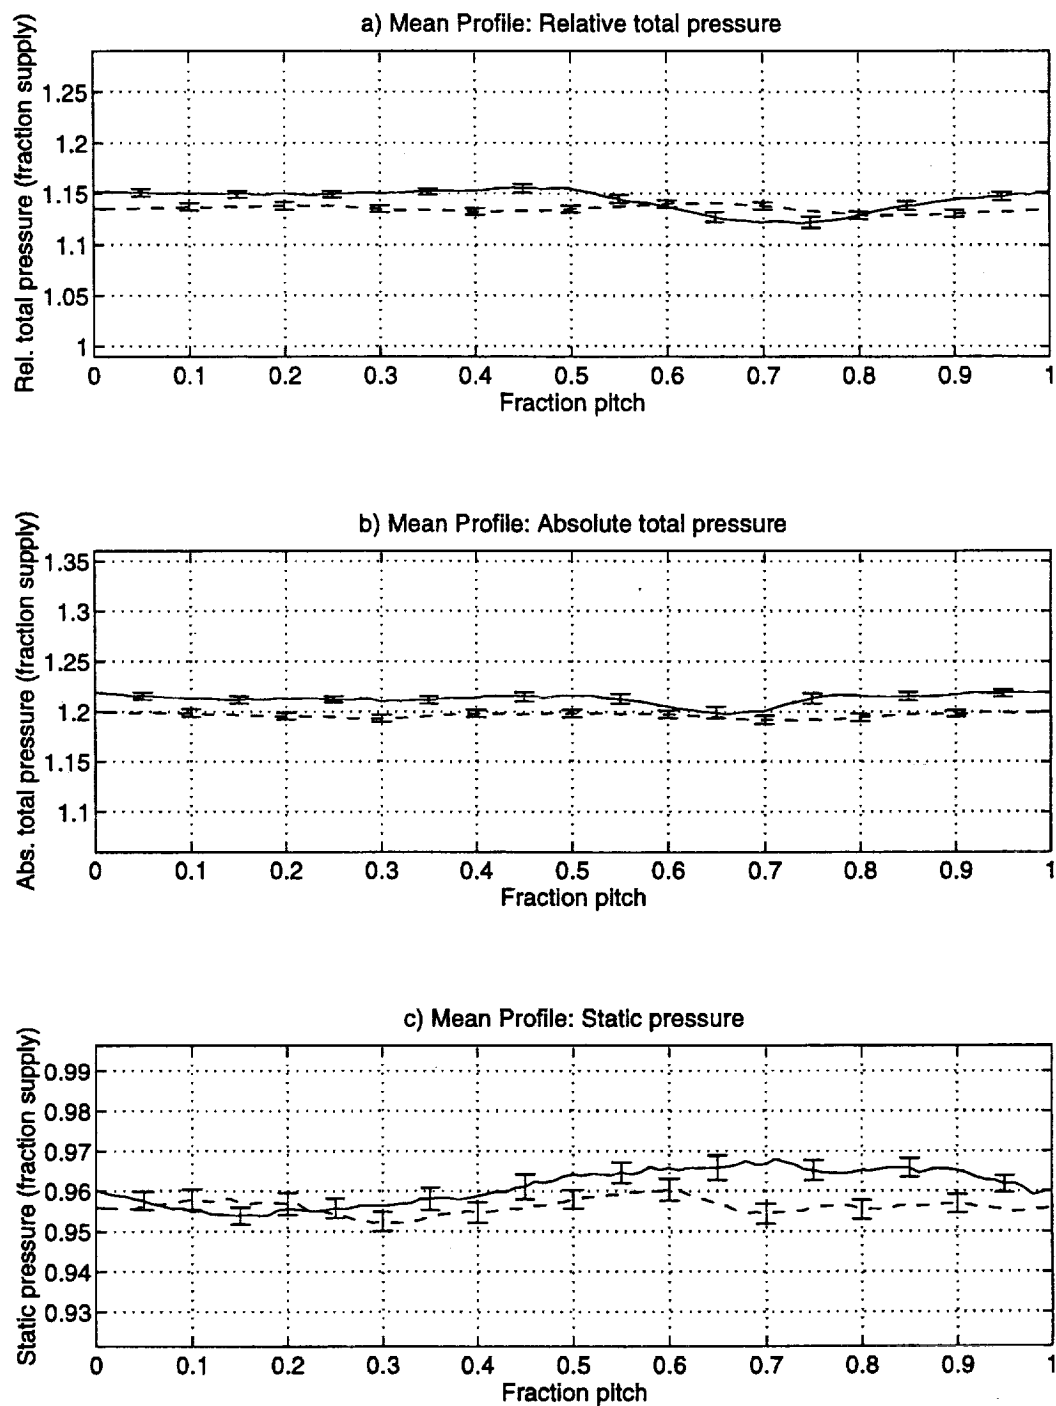 a) Mean Profile: Relative total pressure
Rel. total pressure (fraction supply)
1.25
1.2
1.15
1.1
1.05
1
0 0.1 0.2 0.3 0.4 0.5 0.6 0.7 0.8 0.9 1
Fraction pitch
b) Mean Profile: Absolute total pressure
Abs. total pressure (fraction supply)
1.35
1.3
1.25
1.2
1.15
1.1
0 0.1 0.2 0.3 0.4 0.5 0.6 0.7 0.8 0.9 1
Fraction pitch
c) Mean Profile: Static pressure
Static pressure (fraction supply)
0.99
0.98
0.97
0.96
0.95
0.94
0.93
0 0.1 0.2 0.3 0.4 0.5 0.6 0.7 0.8 0.9 1
Fraction pitch